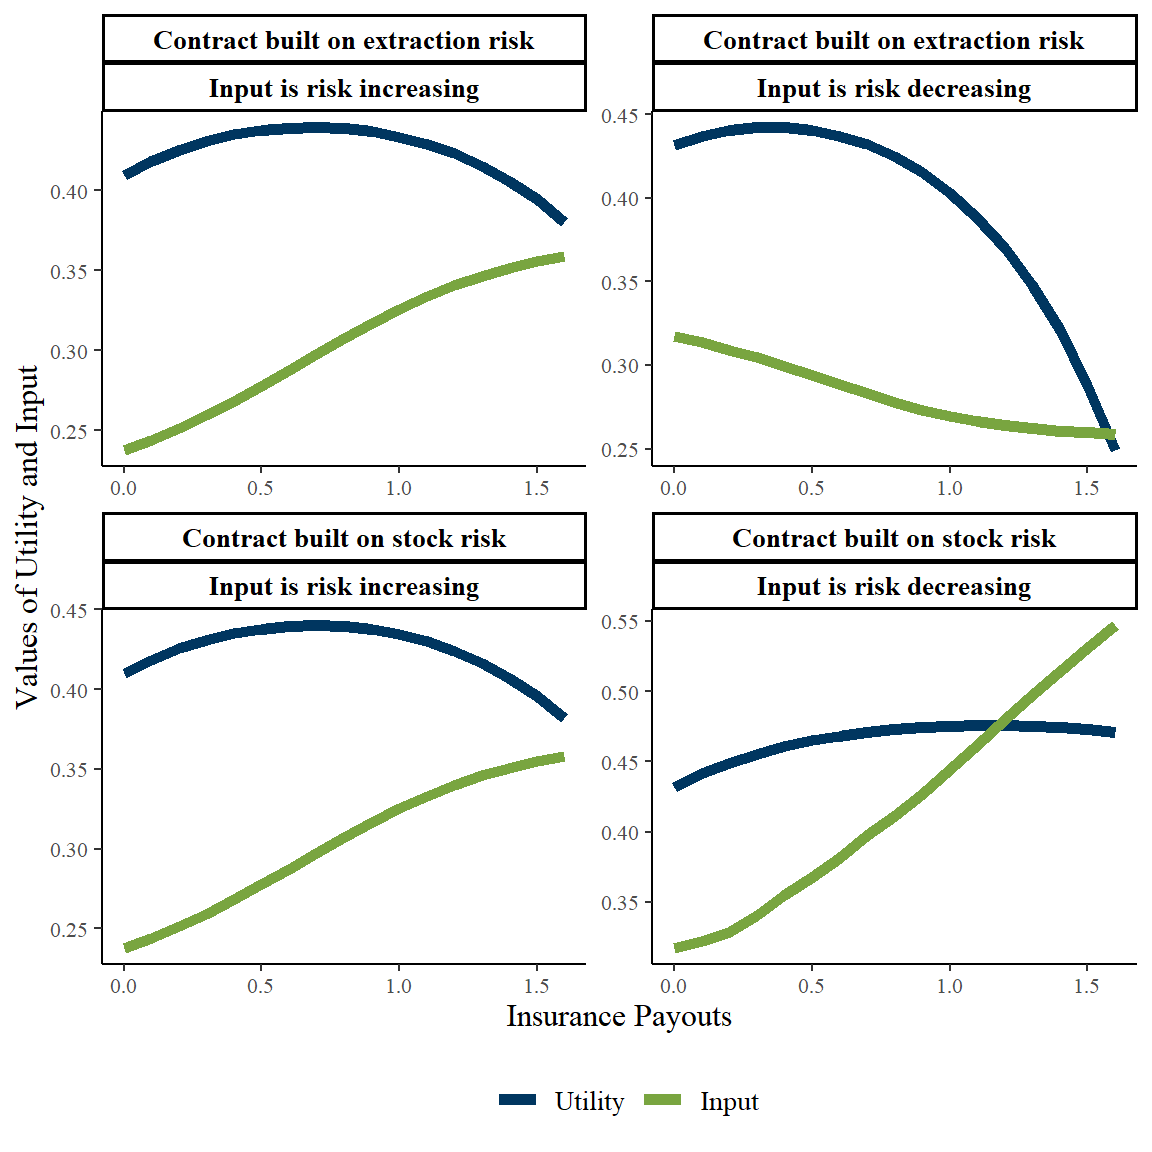 Contract built on extraction risk
Input is risk increasing
0.40
0.35
0.30
0.25
0.0 0.5 1.0 1.5
Contract built on extraction risk
Input is risk decreasing
0.45
0.40
0.35
0.30
0.25
0.0 0.5 1.0 1.5
Values of Utility and Input
Contract built on stock risk
Input is risk increasing
0.45
0.40
0.35
0.30
0.25
0.0 0.5 1.0 1.5
Contract built on stock risk
Input is risk decreasing
0.55
0.50
0.45
0.40
0.35
0.0 0.5 1.0 1.5
Insurance Payouts
Utility Input